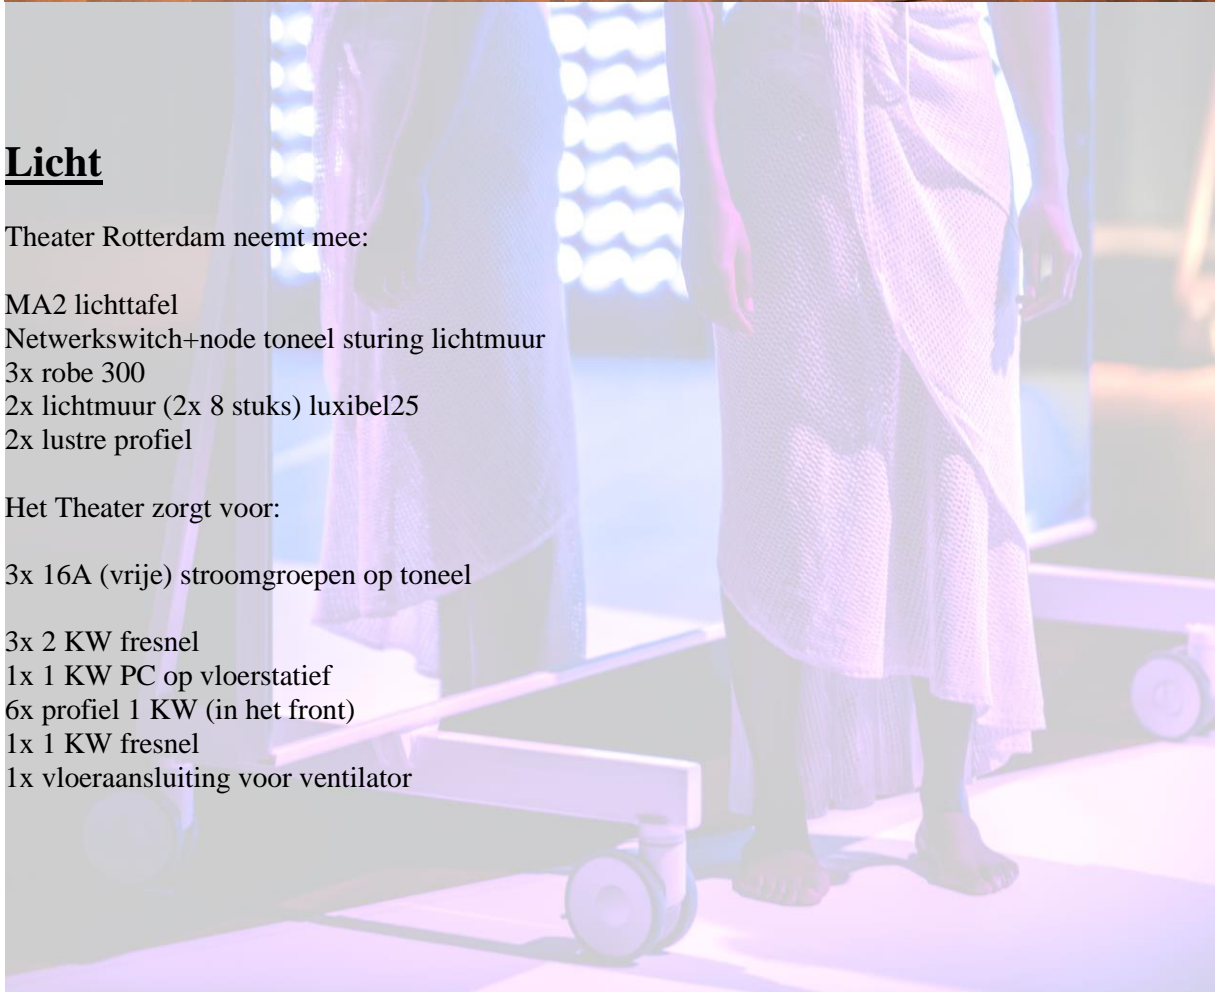 Licht
Theater Rotterdam neemt mee:
MA2 lichttafel
Netwerkswitch+node toneel sturing lichtmuur
3x robe 300
2x lichtmuur (2x 8 stuks) luxibel25
2x lustre profiel
Het Theater zorgt voor:
3x 16A (vrije) stroomgroepen op toneel
3x 2 KW fresnel
1x 1 KW PC op vloerstatief
6x profiel 1 KW (in het front)
1x 1 KW fresnel
1x vloeraansluiting voor ventilator